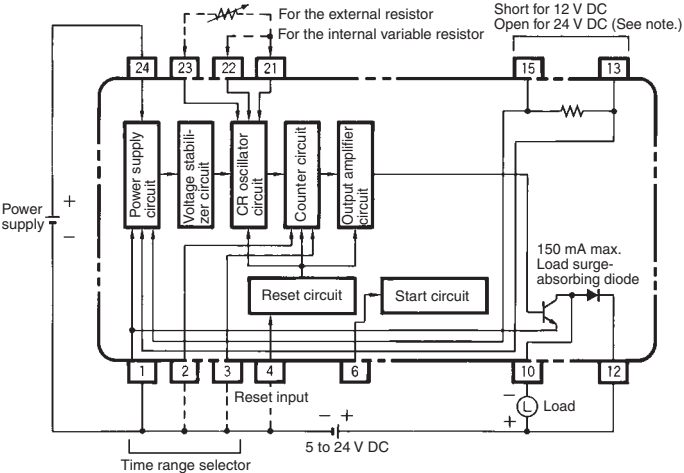 For the external resistor
For the internal variable resistor
Short for 12 V DC
Open for 24 V DC (See note.)
24
23
22
21
15
13
Power supply
circuit
Voltage stabili-
zer circuit
CR oscillator
circuit
Counter circuit
Output amplifier
circuit
+
Power
supply
−
150 mA max.
Load surge-
absorbing diode
Reset circuit
Start circuit
1
2
3
4
6
10
12
Reset input
−
L
Load
+
− +
5 to 24 V DC
Time range selector